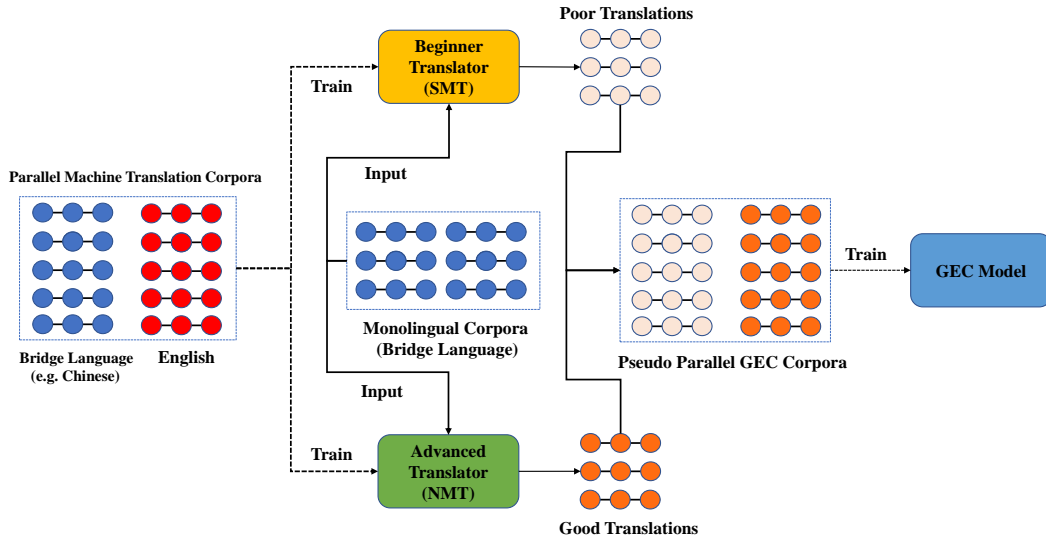 Poor Translations
Beginner
Translator
(SMT)
Train
Input
Parallel Machine Translation Corpora
Bridge Language
(e.g. Chinese)
English
Monolingual Corpora
(Bridge Language)
Pseudo Parallel GEC Corpora
Train
GEC Model
Input
Train
Advanced
Translator
(NMT)
Good Translations